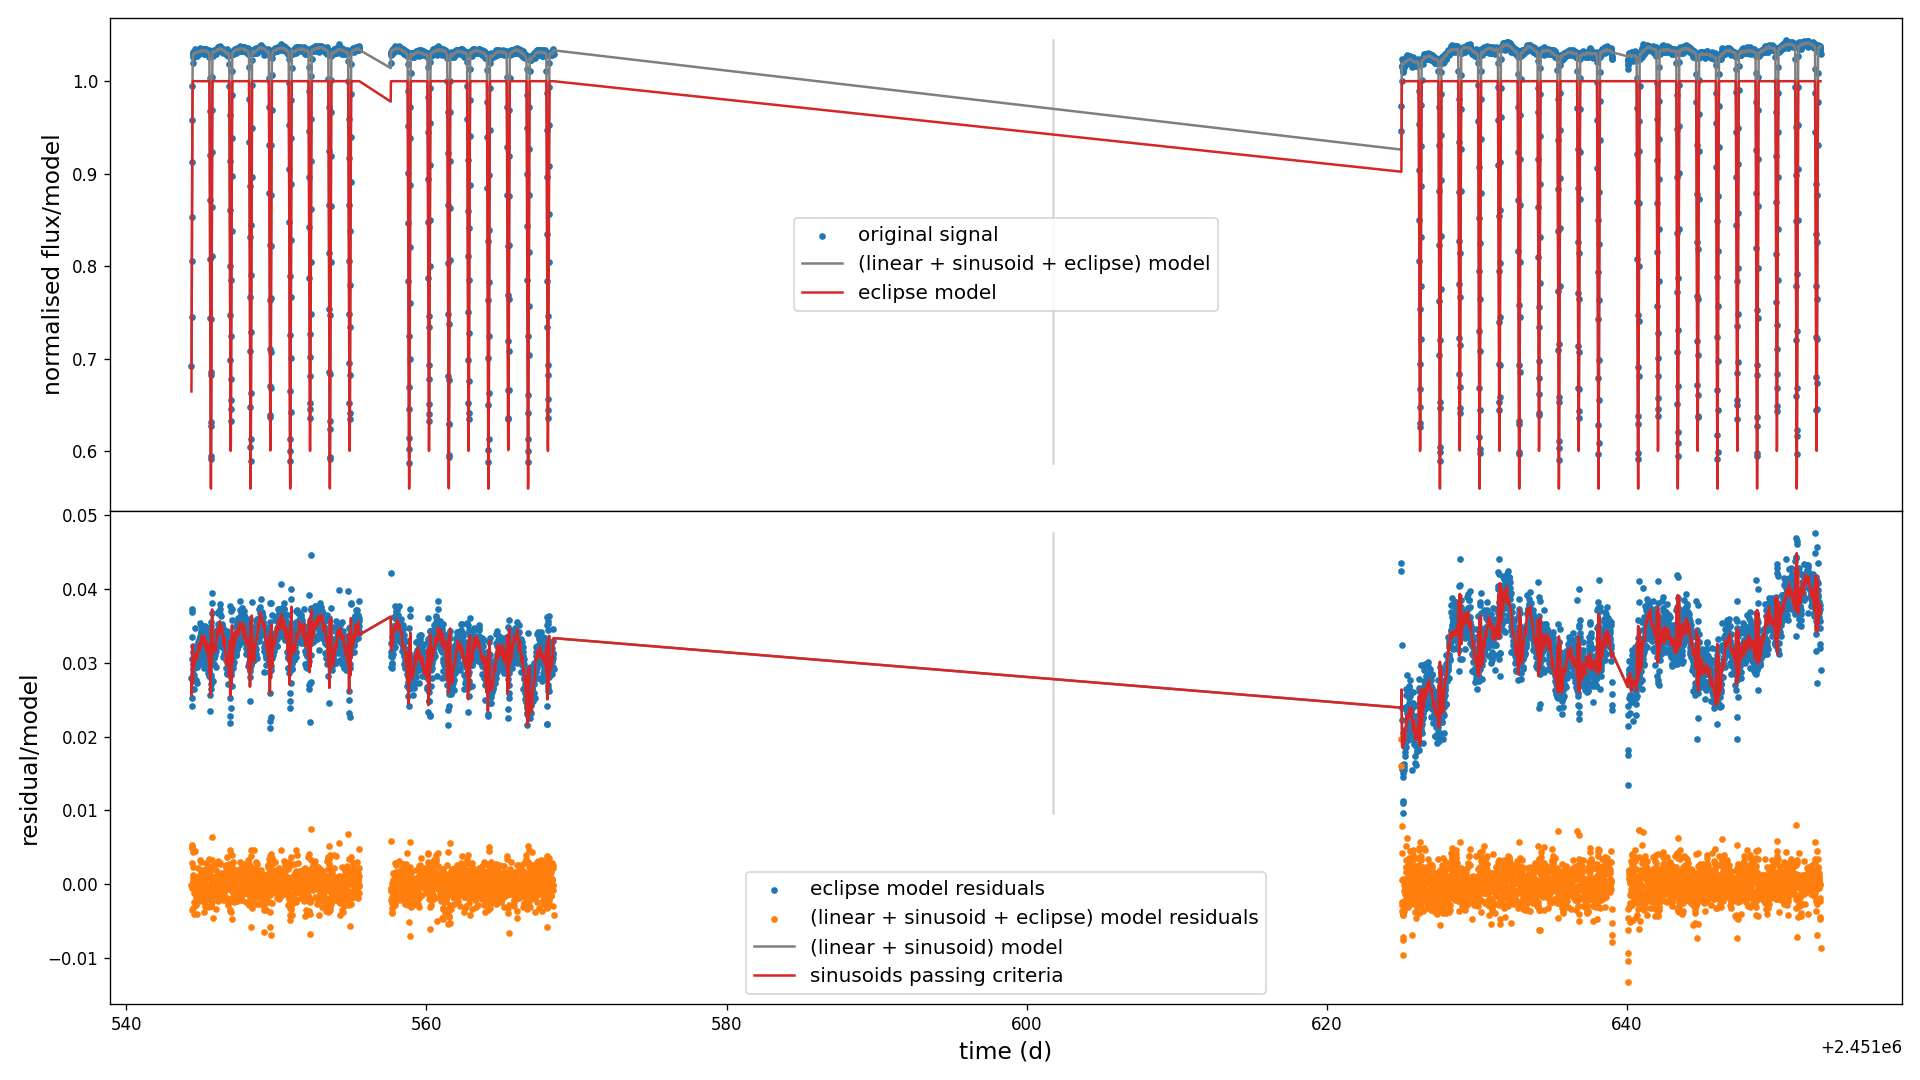 1.0
0.9
0.8
0.7
0.6
normalised flux/model
original signal
(linear + sinusoid + eclipse) model
eclipse model
0.05
0.04
0.03
0.02
0.01
0.00
−0.01
residual/model
eclipse model residuals
(linear + sinusoid + eclipse) model residuals
(linear + sinusoid) model
sinusoids passing criteria
540
560
580
600
620
640
time (d)
+2.451e6